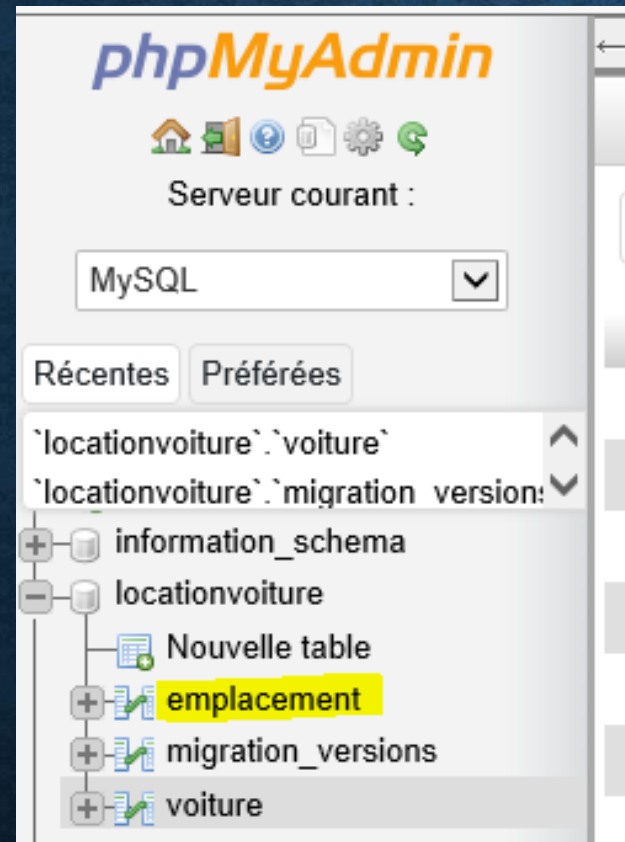 phpMyAdmin
Serveur courant :
MySQL
Récentes Préférées
`locationvoiture`.`voiture`
`locationvoiture`.`migration_versions
information_schema
locationvoiture
Nouvelle table
emplacement
migration_versions
voiture